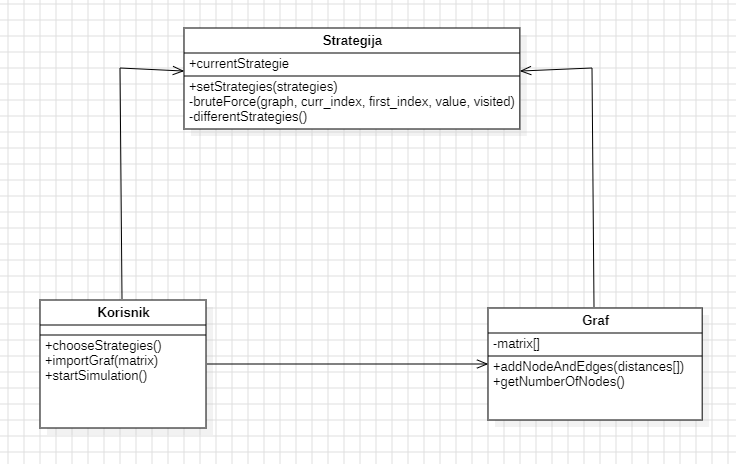 Strategija
+currentStrategie
+setStrategies(strategies)
-bruteForce(graph, curr_index, first_index, value, visited)
-differentStrategies()
Korisnik
+chooseStrategies()
+importGraf(matrix)
+startSimulation()
Graf
-matrix[]
+addNodeAndEdges(distances[])
+getNumberOfNodes()